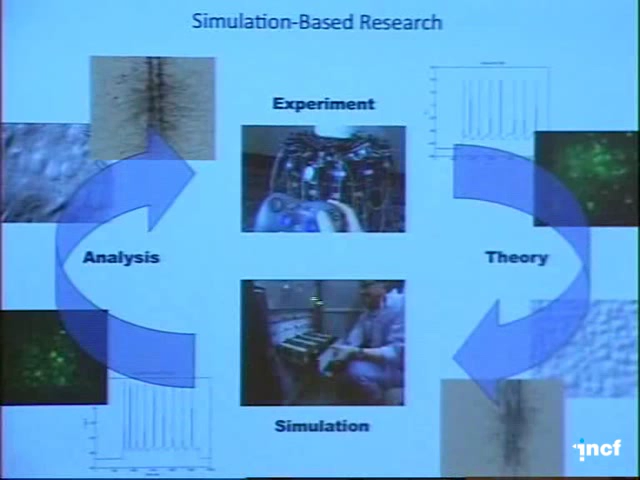 Simulation-Based Research
Experiment
Analysis
Theory
Simulation
incf